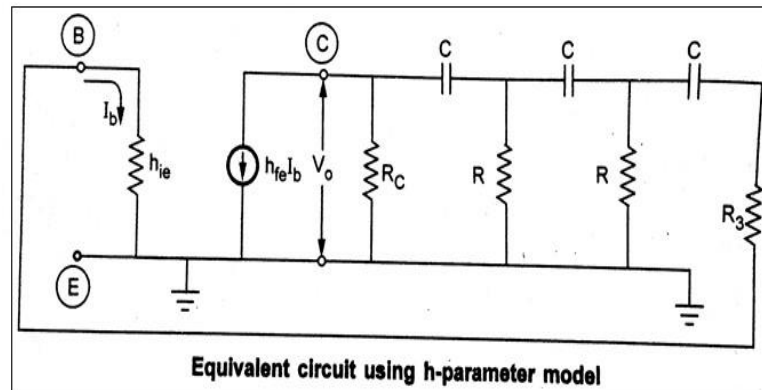 B
C
C
C
C
I_b
h_ie
h_fe I_b
V_o
R_C
R
R
R_3
E
Equivalent circuit using h-parameter model